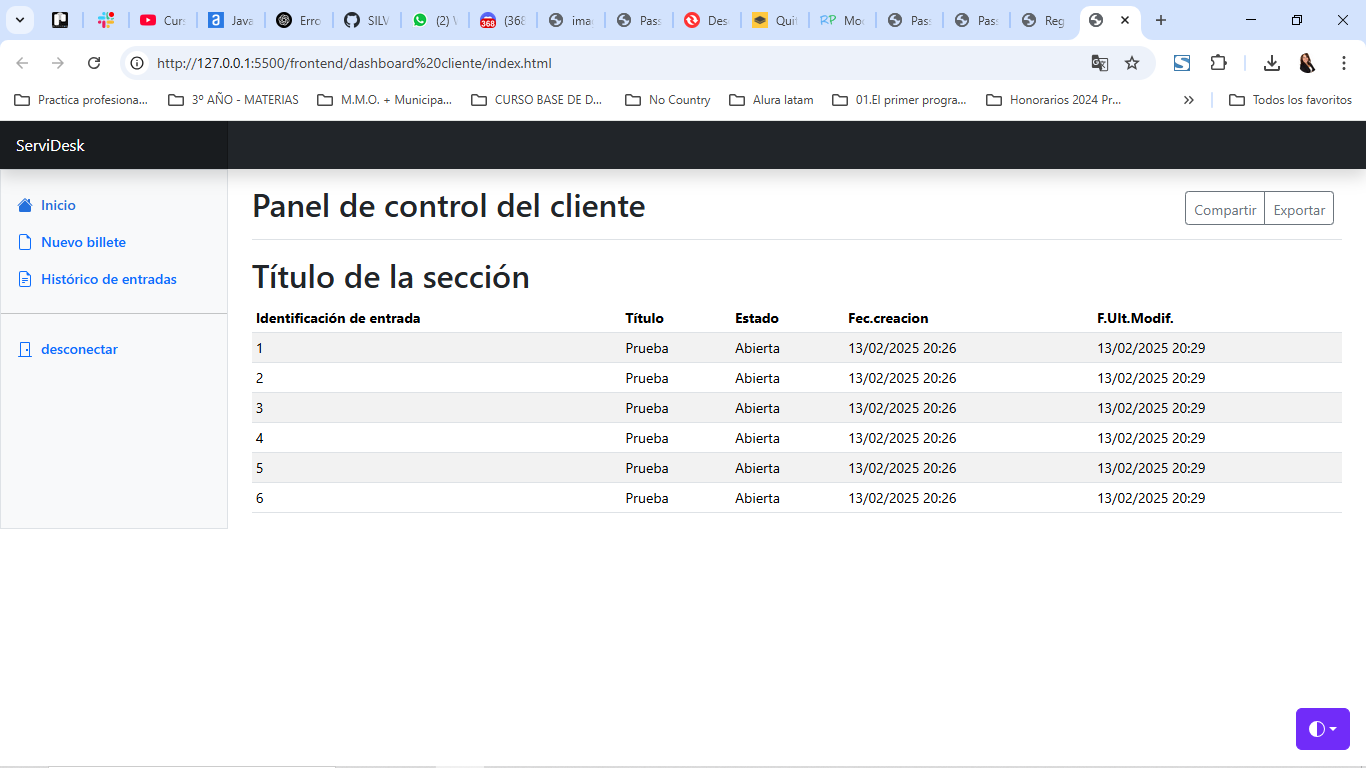 Curs
Java
Erro
SILV
(2) V
(368
imag
Pass
Desc
Quit
RP Moc
Pass
Pass
Reg
http://127.0.0.1:5500/frontend/dashboard%20cliente/index.html
Practica profesiona...
3º AÑO - MATERIAS
M.M.O. + Municipa...
CURSO BASE DE D...
No Country
Alura latam
01.El primer progra...
Honorarios 2024 Pr...
Todos los favoritos
ServiDesk
Inicio
Nuevo billete
Histórico de entradas
desconectar
Panel de control del cliente
Compartir Exportar
Título de la sección
Identificación de entrada Título Estado Fec.creacion F.Ult.Modif.
1 Prueba Abierta 13/02/2025 20:26 13/02/2025 20:29
2 Prueba Abierta 13/02/2025 20:26 13/02/2025 20:29
3 Prueba Abierta 13/02/2025 20:26 13/02/2025 20:29
4 Prueba Abierta 13/02/2025 20:26 13/02/2025 20:29
5 Prueba Abierta 13/02/2025 20:26 13/02/2025 20:29
6 Prueba Abierta 13/02/2025 20:26 13/02/2025 20:29